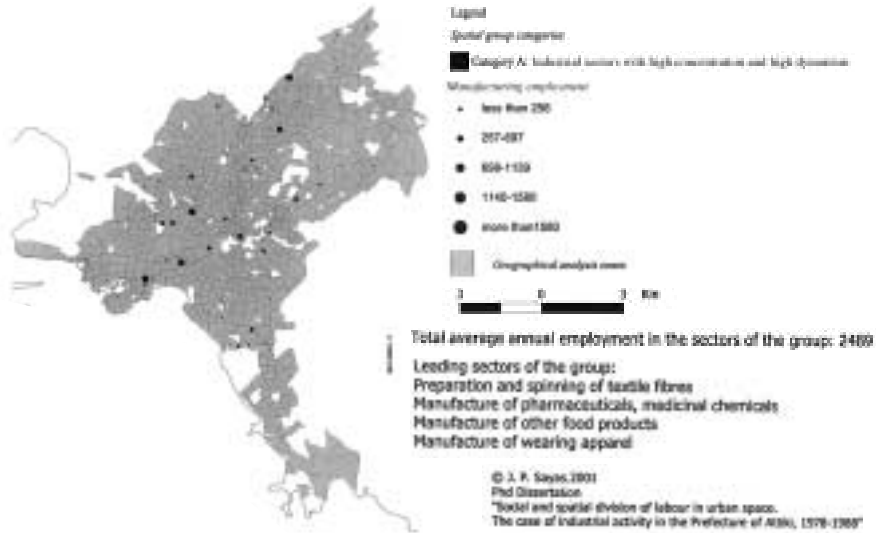 Legend
Spatial group categories
Category A: Industrial sectors with high concentration and high dynamism
Manufacturing employment
less than 256
257-697
698-1139
1140-1580
more than1580
Geographical analysis zones
3 0 3 Km
Total average annual employment in the sectors of the group: 2469
Leading sectors of the group:
Preparation and spinning of textile fibres
Manufacture of pharmaceuticals, medicinal chemicals
Manufacture of other food products
Manufacture of wearing apparel
© J. P. Sayas,2001
Phd Dissertation
"Social and spatial division of labour in urban space.
The case of industrial activity in the Prefecture of Attiki, 1978-1988"